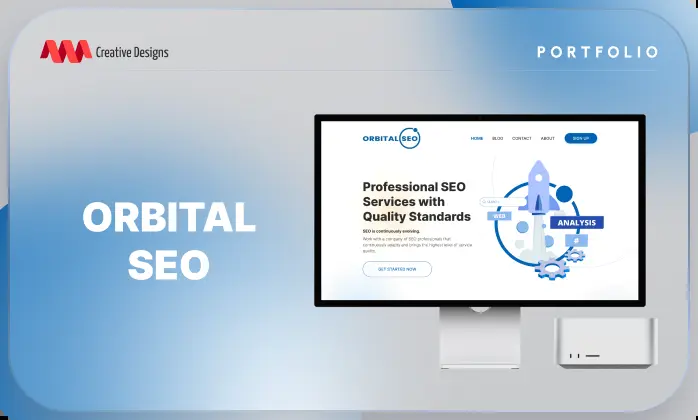 Creative Designs
PORTFOLIO
ORBITAL
SEO
ORBITAL SEO
HOME BLOG CONTACT ABOUT SIGN UP
Professional SEO
Services with
Quality Standards
SEO is continuously evolving.
Work with a company of SEO professionals that
continuously adapts and brings the highest level of service
quality.
GET STARTED NOW
WEB
ANALYSIS
#